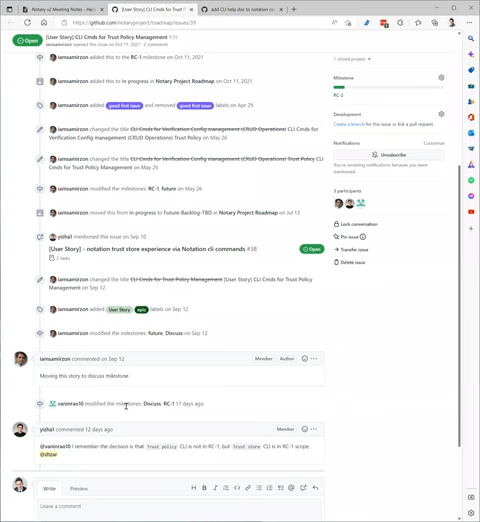 Notary v2 Meeting Notes - Hac
[User Story] CLI Cmds for Trust P
add CLI help doc to notation co
https://github.com/notaryproject/roadmap/issues/39
Open
[User Story] CLI Cmds for Trust Policy Management #39
iamsamirzon opened this issue on Oct 11, 2021 · 2 comments
iamsamirzon added this to the RC-1 milestone on Oct 11, 2021
iamsamirzon added this to In progress in Notary Project Roadmap on Oct 11, 2021
iamsamirzon added good first issue and removed good first issue labels on Apr 29
iamsamirzon changed the title CLI Cmds for Verification Config management (CRUD Operations) CLI Cmds for
Verification Config management (CRUD Operations) Trust Policy on May 26
iamsamirzon changed the title CLI Cmds for Verification Config management (CRUD Operations) Trust Policy CLI
Cmds for Trust Policy Management on May 26
iamsamirzon modified the milestones: RC-1, future on May 26
iamsamirzon moved this from In progress to Future-Backlog-TBD in Notary Project Roadmap on Jul 13
yizha1 mentioned this issue on Sep 10
[User Story] - notation trust store experience via Notation cli commands #38
Open
2 tasks
iamsamirzon changed the title CLI Cmds for Trust Policy Management [User Story] CLI Cmds for Trust Policy
Management on Sep 12
iamsamirzon added User Story epic labels on Sep 12
iamsamirzon modified the milestones: future, Discuss on Sep 12
iamsamirzon commented on Sep 12
Member
Author
Moving this story to discuss milestone.
vaninrao10 modified the milestones: Discuss, RC-1 17 days ago
yizha1 commented 12 days ago
Member
@vaninrao10 I remember the decision is that trust policy CLI is not in RC-1, but trust store CLI is in RC-1 scope.
@dtzar
Write
Preview
Leave a comment
1 closed project
Milestone
RC-2
Development
Create a branch for this issue or link a pull request.
Notifications
Customize
Unsubscribe
You're receiving notifications because you were
mentioned.
3 participants
Lock conversation
Pin issue
Transfer issue
Delete issue